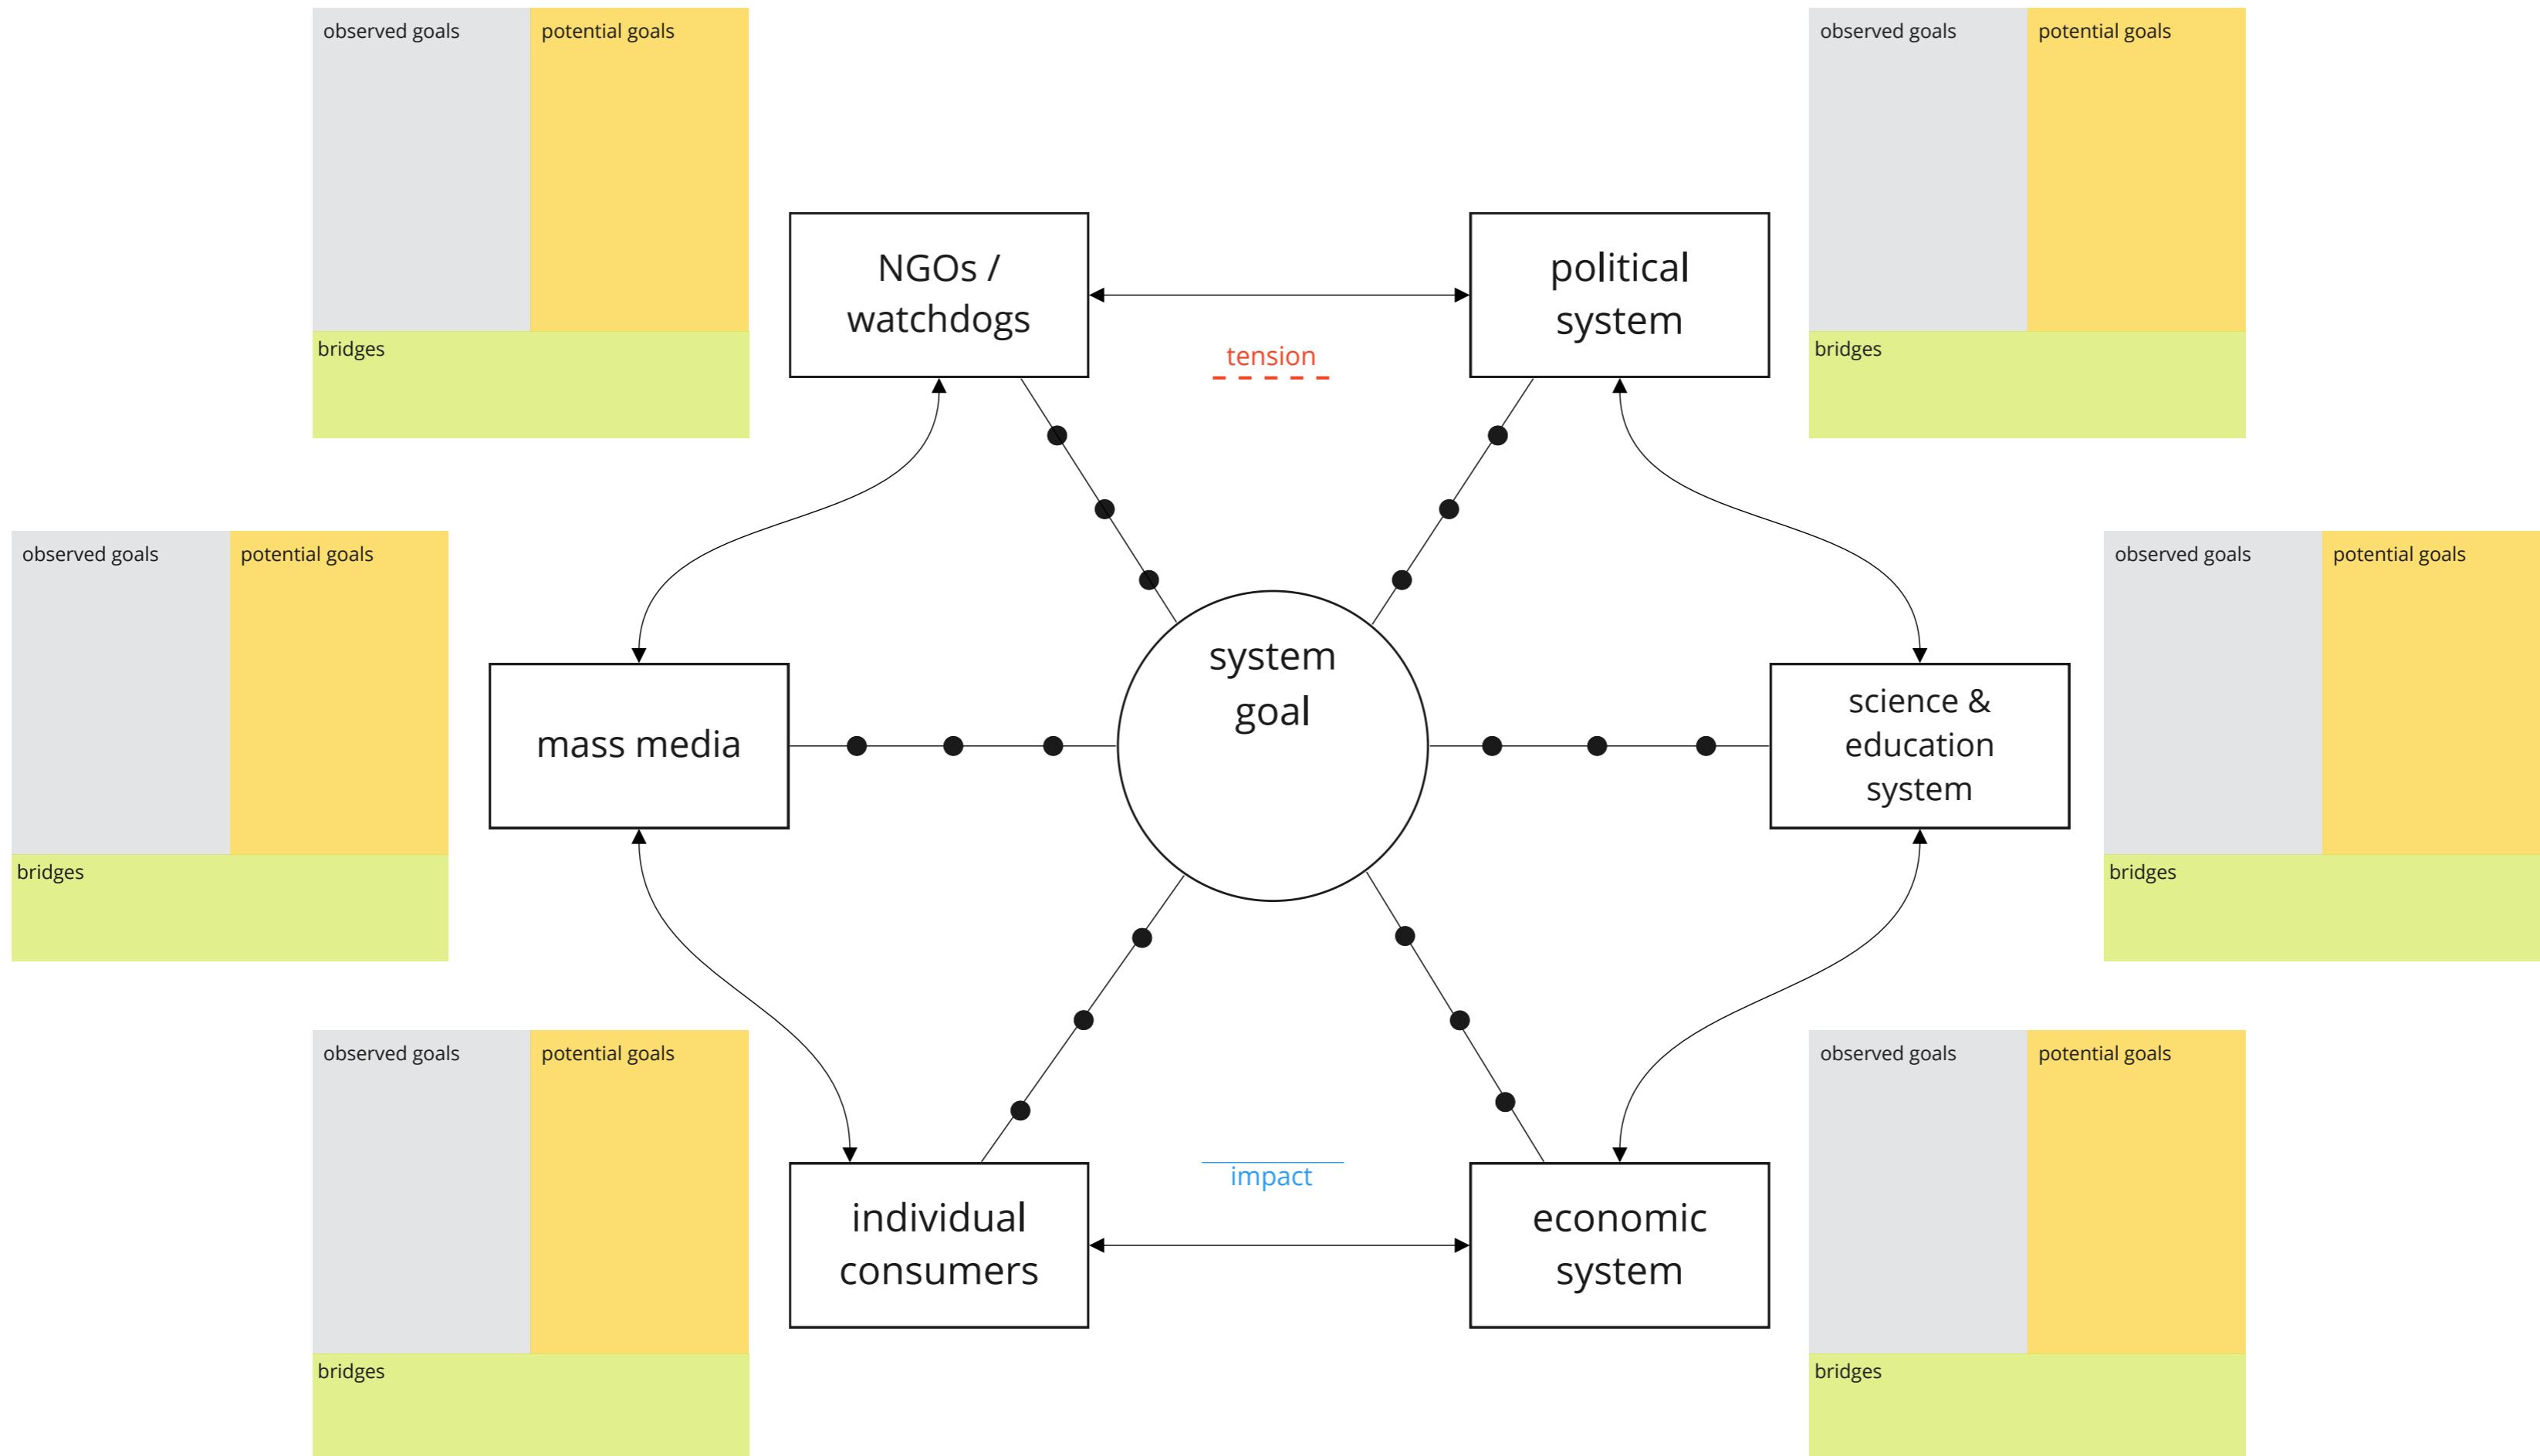 observed goals
potential goals
bridges
observed goals
potential goals
bridges
NGOs /
watchdogs
political
system
tension
observed goals
potential goals
bridges
observed goals
potential goals
bridges
mass media
system
goal
science &
education
system
observed goals
potential goals
bridges
observed goals
potential goals
bridges
impact
individual
consumers
economic
system